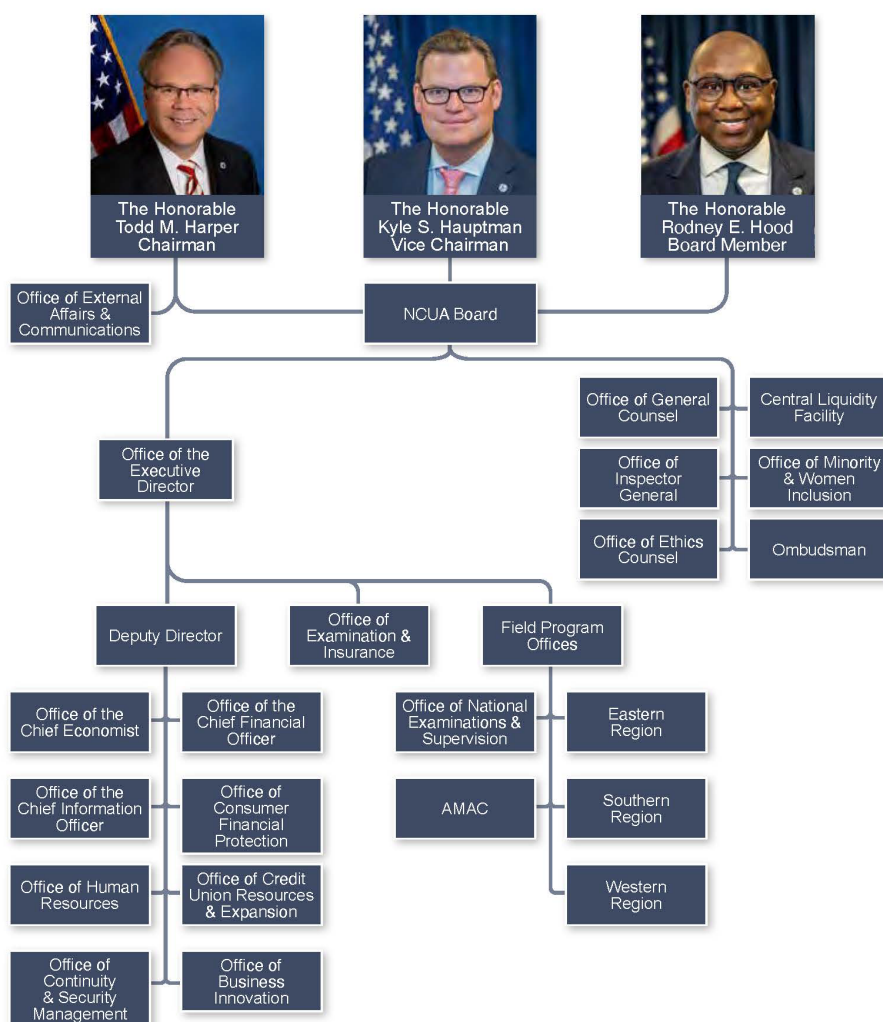 The Honorable
Todd M. Harper
Chairman
The Honorable
Kyle S. Hauptman
Vice Chairman
The Honorable
Rodney E. Hood
Board Member
Office of External
Affairs &
Communications
NCUA Board
Office of General
Counsel
Central Liquidity
Facility
Office of the
Executive
Director
Office of
Inspector
General
Office of Minority
& Women
Inclusion
Office of Ethics
Counsel
Ombudsman
Deputy Director
Office of
Examination &
Insurance
Field Program
Offices
Office of the
Chief Economist
Office of the
Chief Financial
Officer
Office of National
Examinations &
Supervision
Eastern
Region
Office of the
Chief Information
Officer
Office of
Consumer
Financial
Protection
AMAC
Southern
Region
Office of Human
Resources
Office of Credit
Union Resources
& Expansion
Western
Region
Office of
Continuity
& Security
Management
Office of
Business
Innovation